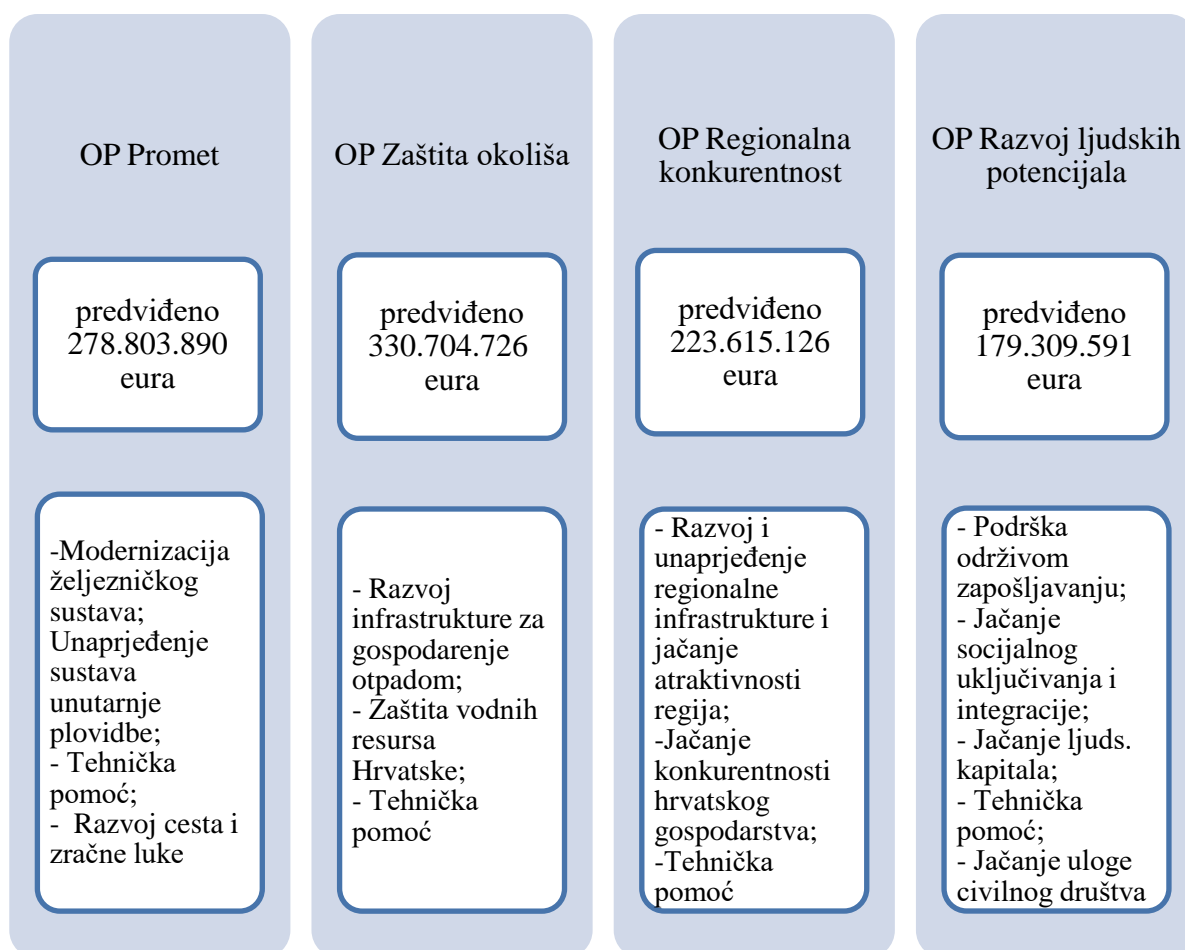 OP Promet
predviđeno
278.803.890
eura
-Modernizacija
željezničkog
sustava;
Unaprjeđenje
sustava
unutarnje
plovidbe;
- Tehnička
pomoć;
- Razvoj cesta i
zračne luke
OP Zaštita okoliša
predviđeno
330.704.726
eura
- Razvoj
infrastrukture za
gospodarenje
otpadom;
- Zaštita vodnih
resursa
Hrvatske;
- Tehnička
pomoć
OP Regionalna
konkurentnost
predviđeno
223.615.126
eura
- Razvoj i
unaprjeđenje
regionalne
infrastrukture i
jačanje
atraktivnosti
regija;
-Jačanje
konkurentnosti
hrvatskog
gospodarstva;
-Tehnička
pomoć
OP Razvoj ljudskih
potencijala
predviđeno
179.309.591
eura
- Podrška
održivom
zapošljavanju;
- Jačanje
socijalnog
uključivanja i
integracije;
- Jačanje ljuds.
kapitala;
- Tehnička
pomoć;
- Jačanje uloge
civilnog društva